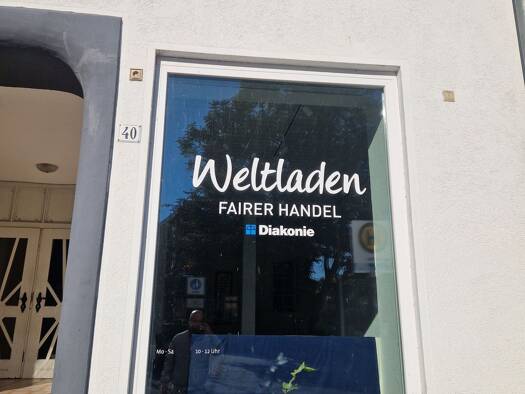 40
Weltladen
FAIRER HANDEL
Diakonie
H
Mo - Sa 10 - 12 Uhr